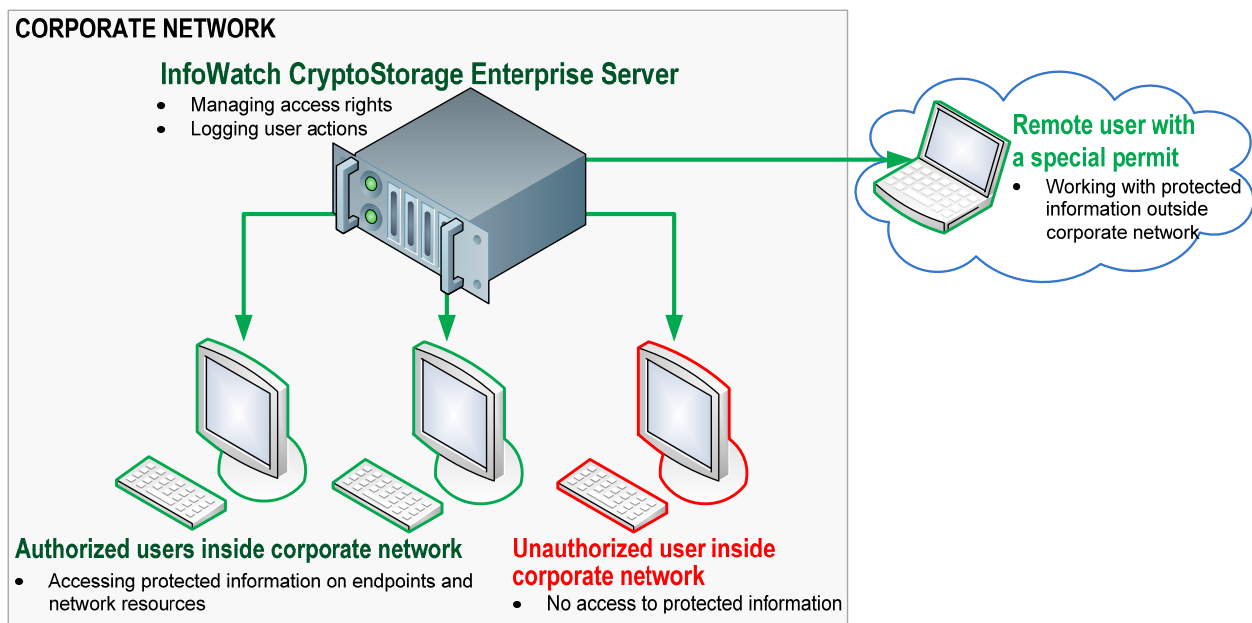 CORPORATE NETWORK
InfoWatch CryptoStorage Enterprise Server
• Managing access rights
• Logging user actions
Remote user with
a special permit
• Working with protected
information outside
corporate network
Authorized users inside corporate network
• Accessing protected information on endpoints and
network resources
Unauthorized user inside
corporate network
• No access to protected information